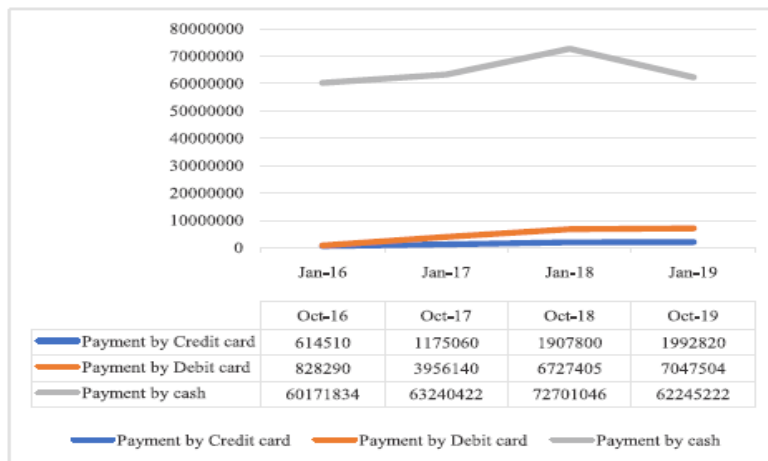 80000000
70000000
60000000
50000000
40000000
30000000
20000000
10000000
0
Jan-16 Jan-17 Jan-18 Jan-19
Oct-16 Oct-17 Oct-18 Oct-19
Payment by Credit card 614510 1175060 1907800 1992820
Payment by Debit card 828290 3956140 6727405 7047504
Payment by cash 60171834 63240422 72701046 62245222
Payment by Credit card Payment by Debit card Payment by cash